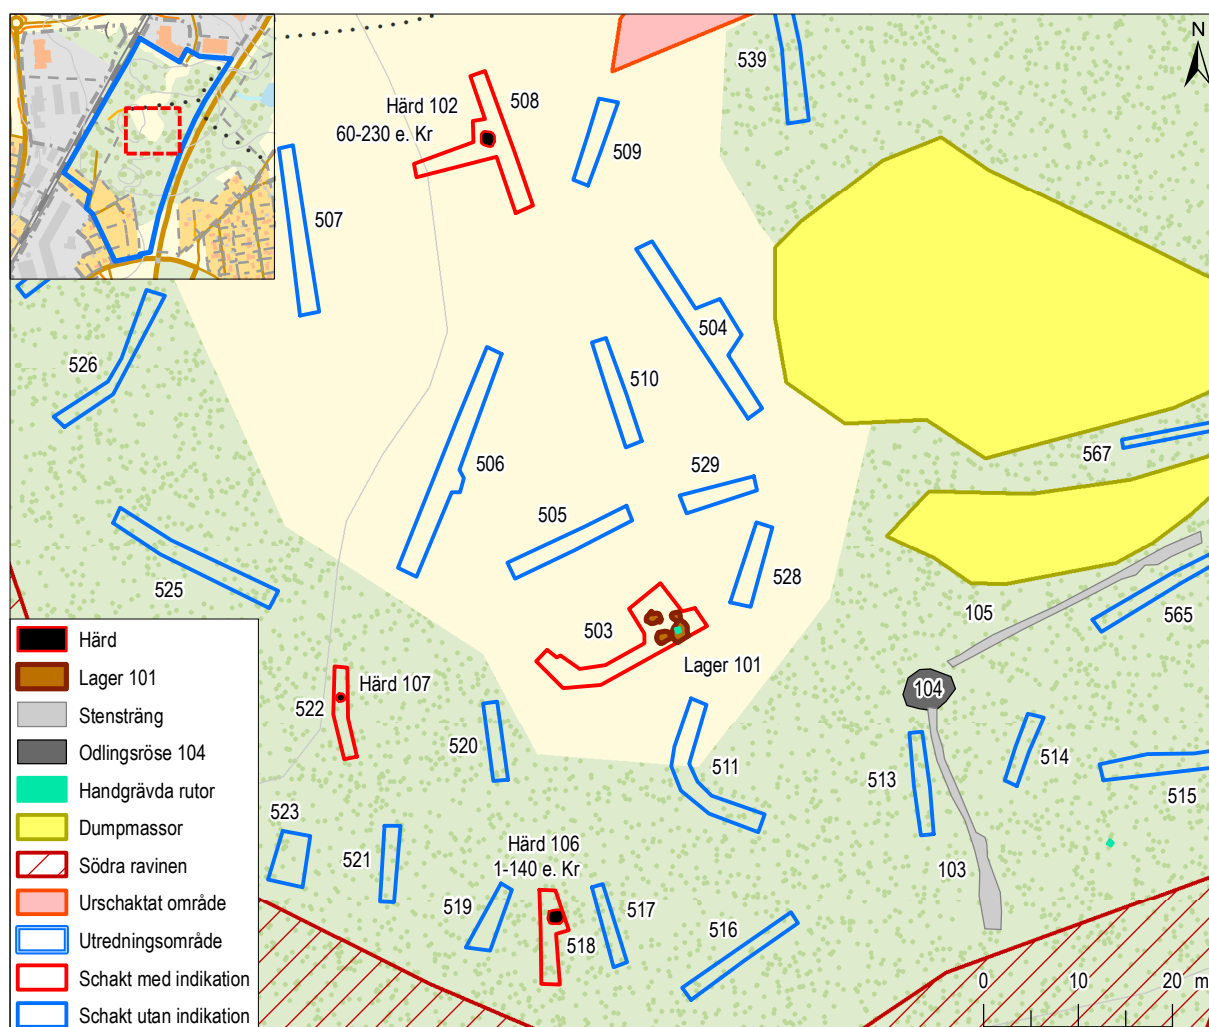 N
539
Härd 102
60-230 e. Kr
508
509
507
504
526
510
506
529
567
505
525
528
105
565
503
Lager 101
522
Härd 107
104
520
511
513
514
515
523
521
Härd 106
1-140 e. Kr
519
518
517
516
103
Härd
Lager 101
Stensträng
Odlingsröse 104
Handgrävda rutor
Dumpmassor
Södra ravinen
Urschaktat område
Utredningsområde
Schakt med indikation
Schakt utan indikation
0 10 20 m